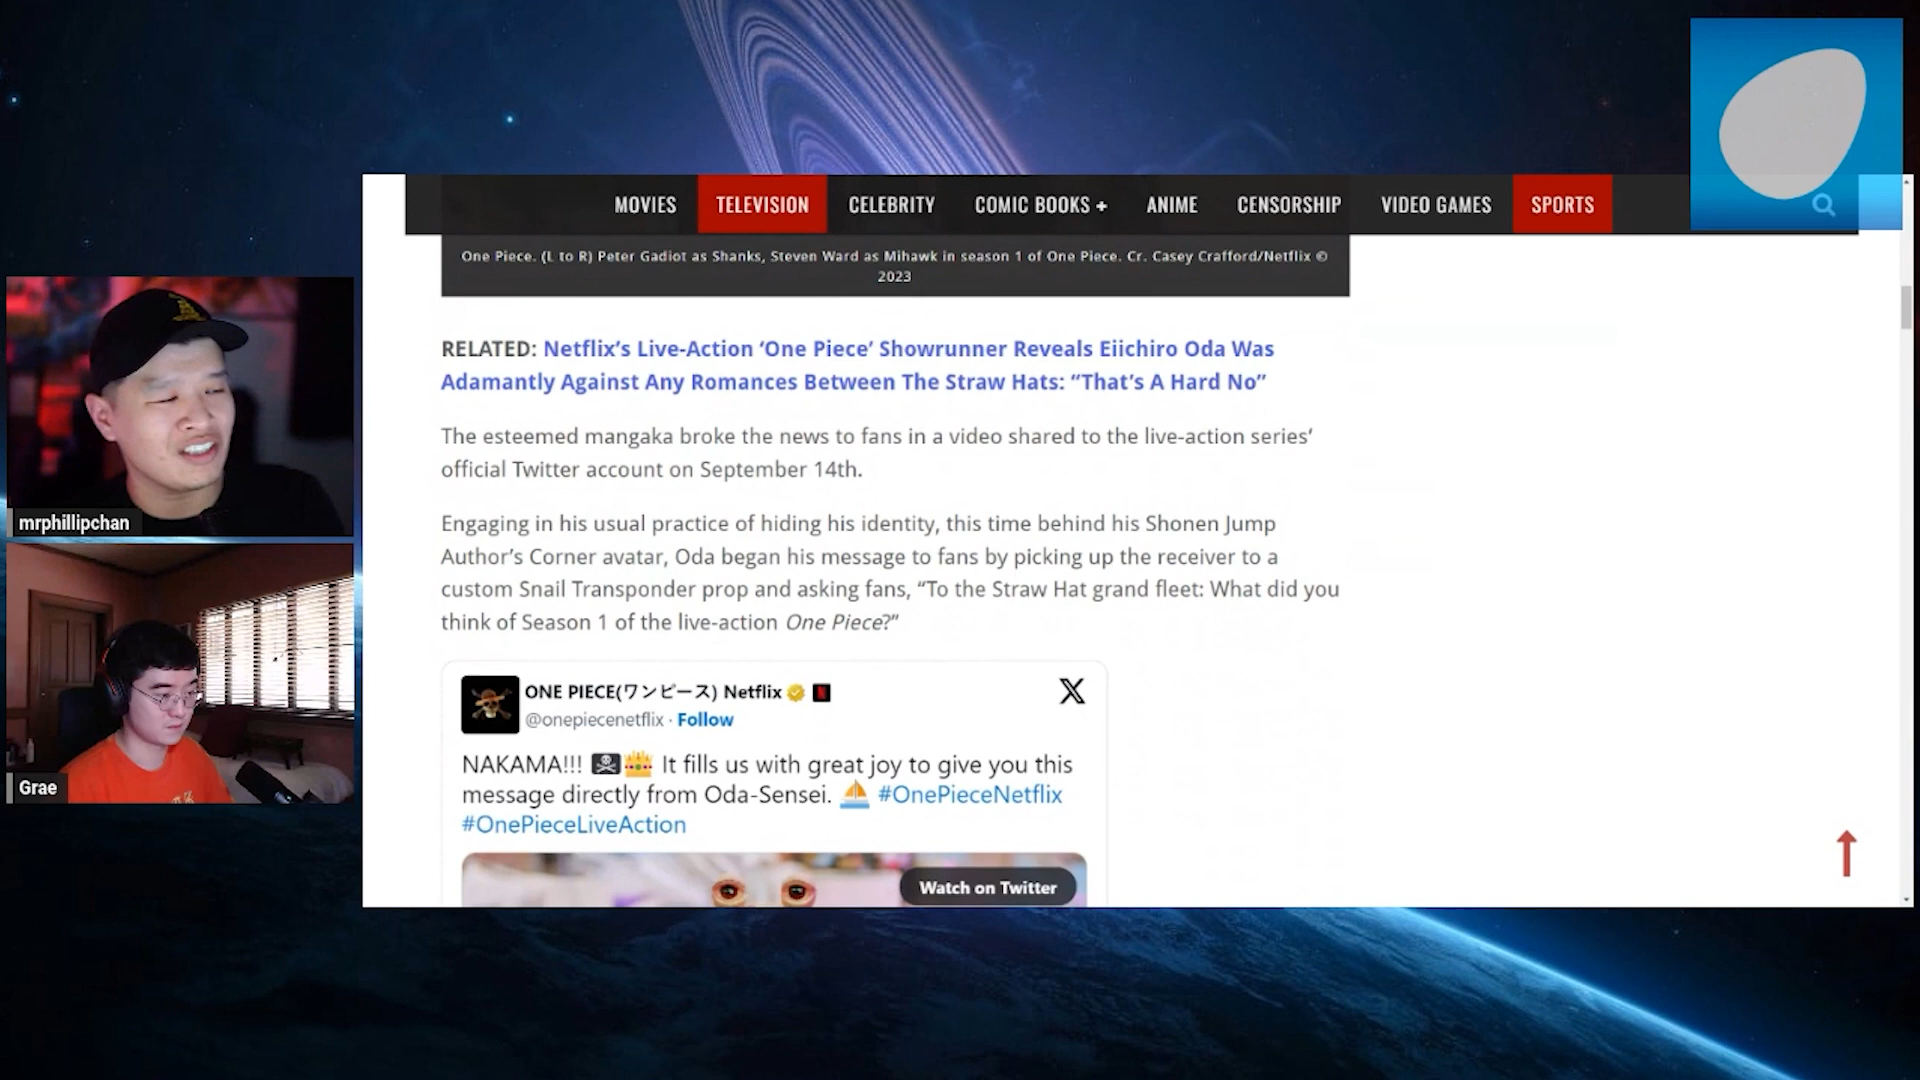 MOVIES TELEVISION CELEBRITY COMIC BOOKS + ANIME CENSORSHIP VIDEO GAMES SPORTS
One Piece. (L to R) Peter Gadiot as Shanks, Steven Ward as Mihawk in season 1 of One Piece. Cr. Casey Crafford/Netflix ©
2023
RELATED: Netflix’s Live-Action ‘One Piece’ Showrunner Reveals Eiichiro Oda Was
Adamantly Against Any Romances Between The Straw Hats: “That’s A Hard No”
The esteemed mangaka broke the news to fans in a video shared to the live-action series’
official Twitter account on September 14th.
Engaging in his usual practice of hiding his identity, this time behind his Shonen Jump
Author’s Corner avatar, Oda began his message to fans by picking up the receiver to a
custom Snail Transponder prop and asking fans, “To the Straw Hat grand fleet: What did you
think of Season 1 of the live-action One Piece?”
ONE PIECE(ワンピース) Netflix
@onepiecenetflix · Follow
NAKAMA!!! 🏴‍☠️👑 It fills us with great joy to give you this
message directly from Oda-Sensei. ⛵ #OnePieceNetflix
#OnePieceLiveAction
Watch on Twitter
mrphillipchan
Grae